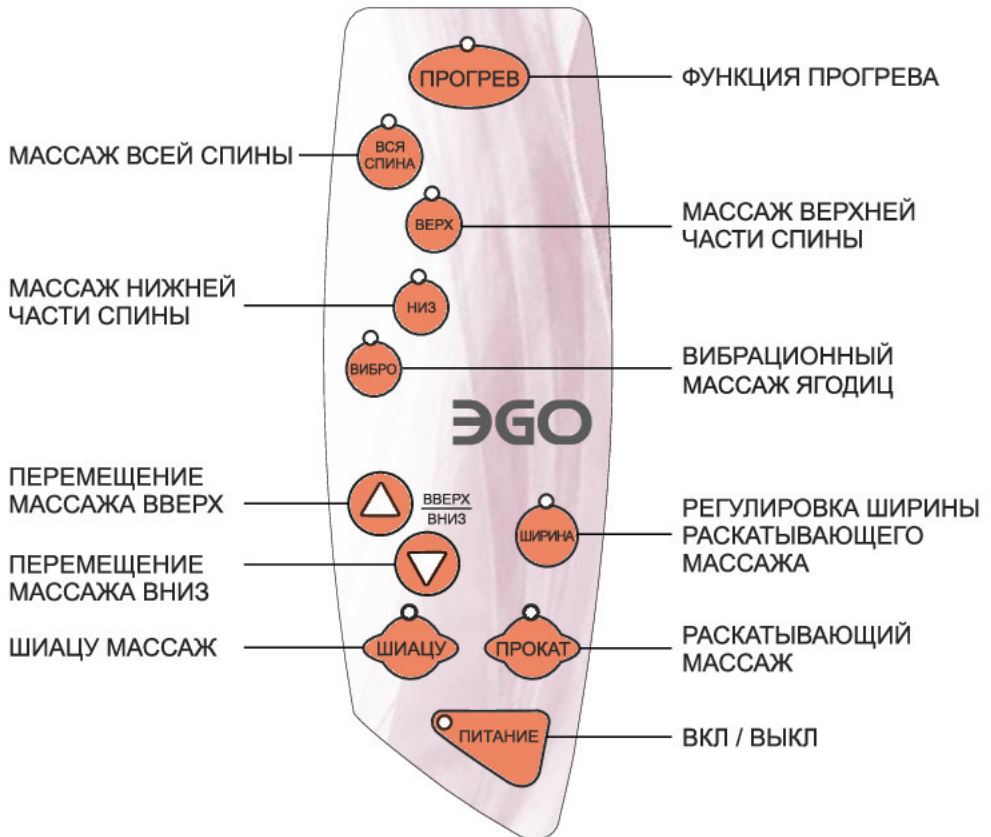 ПРОГРЕВ
ФУНКЦИЯ ПРОГРЕВА
МАССАЖ ВСЕЙ СПИНЫ
ВСЯ
СПИНА
ВЕРХ
МАССАЖ ВЕРХНЕЙ
ЧАСТИ СПИНЫ
МАССАЖ НИЖНЕЙ
ЧАСТИ СПИНЫ
НИЗ
ВИБРО
ВИБРАЦИОННЫЙ
МАССАЖ ЯГОДИЦ
ЭGO
ПЕРЕМЕЩЕНИЕ
МАССАЖА ВВЕРХ
ВВЕРХ
ВНИЗ
ШИРИНА
РЕГУЛИРОВКА ШИРИНЫ
РАСКАТЫВАЮЩЕГО
МАССАЖА
ПЕРЕМЕЩЕНИЕ
МАССАЖА ВНИЗ
ШИАЦУ МАССАЖ
ШИАЦУ
ПРОКАТ
РАСКАТЫВАЮЩИЙ
МАССАЖ
ПИТАНИЕ
ВКЛ / ВЫКЛ